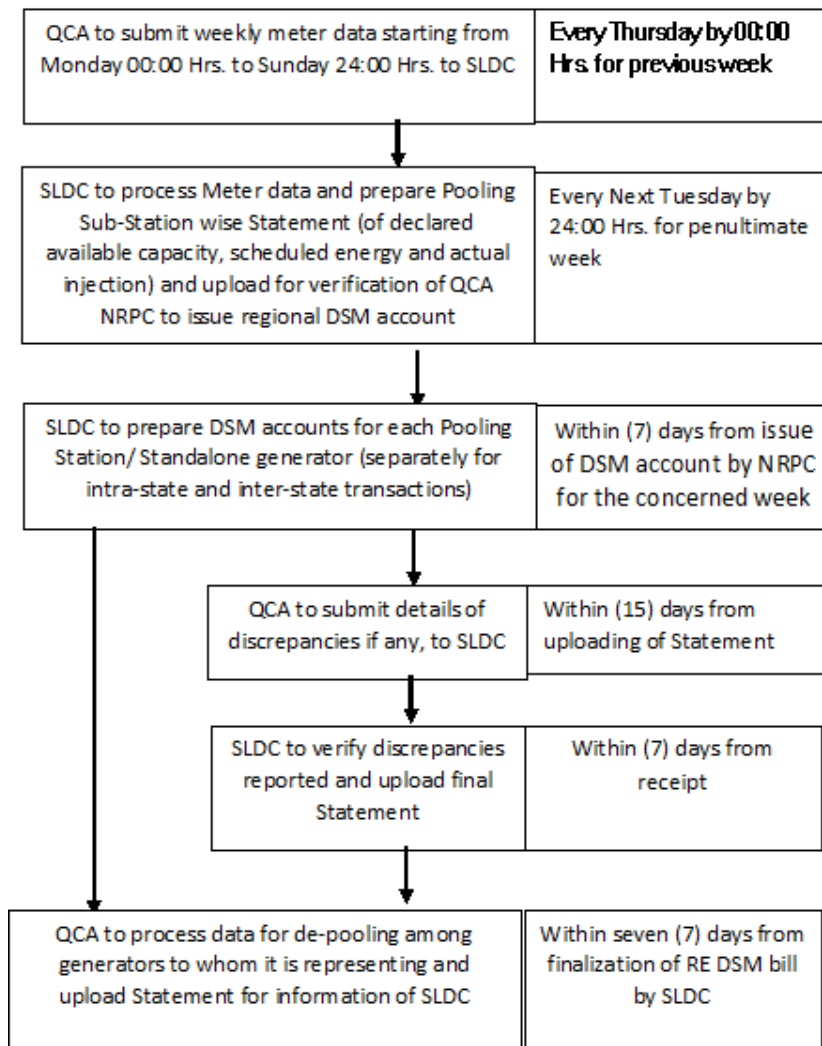 QCA to submit weekly meter data starting from
Monday 00:00 Hrs. to Sunday 24:00 Hrs. to SLDC
Every Thursday by 00:00
Hrs. for previous week
SLDC to process Meter data and prepare Pooling
Sub-Station wise Statement (of declared
available capacity, scheduled energy and actual
injection) and upload for verification of QCA
NRPC to issue regional DSM account
Every Next Tuesday by
24:00 Hrs. for penultimate
week
SLDC to prepare DSM accounts for each Pooling
Station/ Standalone generator (separately for
intra-state and inter-state transactions)
Within (7) days from issue
of DSM account by NRPC
for the concerned week
QCA to submit details of
discrepancies if any, to SLDC
Within (15) days from
uploading of Statement
SLDC to verify discrepancies
reported and upload final
Statement
Within (7) days from
receipt
QCA to process data for de-pooling among
generators to whom it is representing and
upload Statement for information of SLDC
Within seven (7) days from
finalization of RE DSM bill
by SLDC